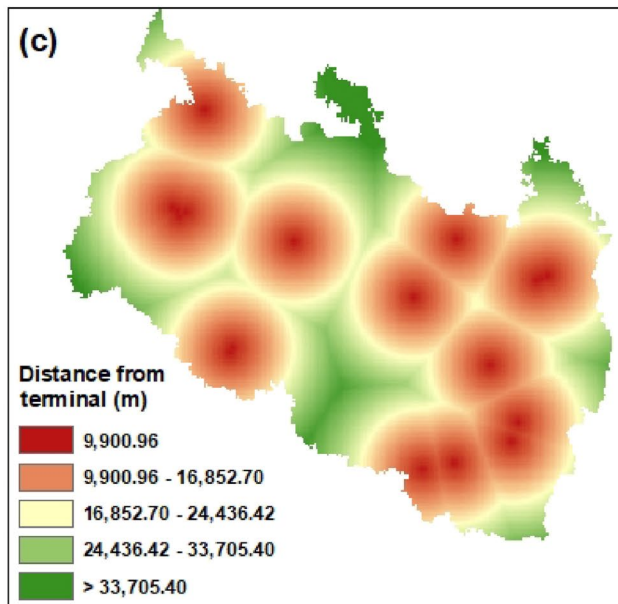 (c)
Distance from
terminal (m)
9,900.96
9,900.96 - 16,852.70
16,852.70 - 24,436.42
24,436.42 - 33,705.40
> 33,705.40